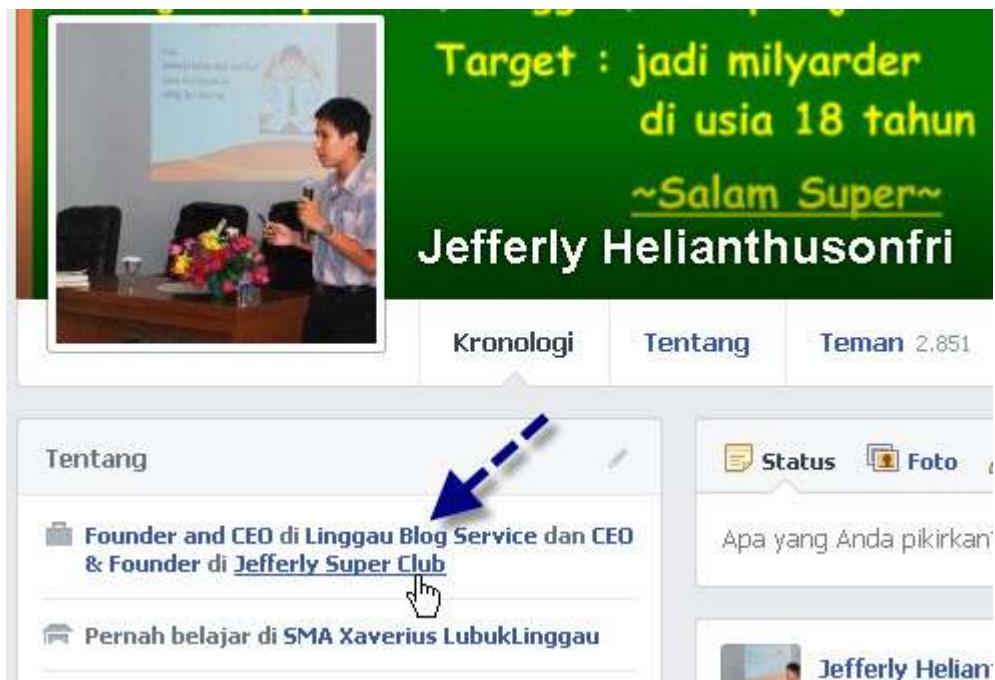 Target : jadi milyarder
di usia 18 tahun
~Salam Super~
Jefferly Helianthusonfri
Kronologi
Tentang
Teman 2.851
Tentang
Founder and CEO di Linggau Blog Service dan CEO
& Founder di Jefferly Super Club
Pernah belajar di SMA Xaverius LubukLinggau
Status
Foto
Apa yang Anda pikirkan?
Jefferly